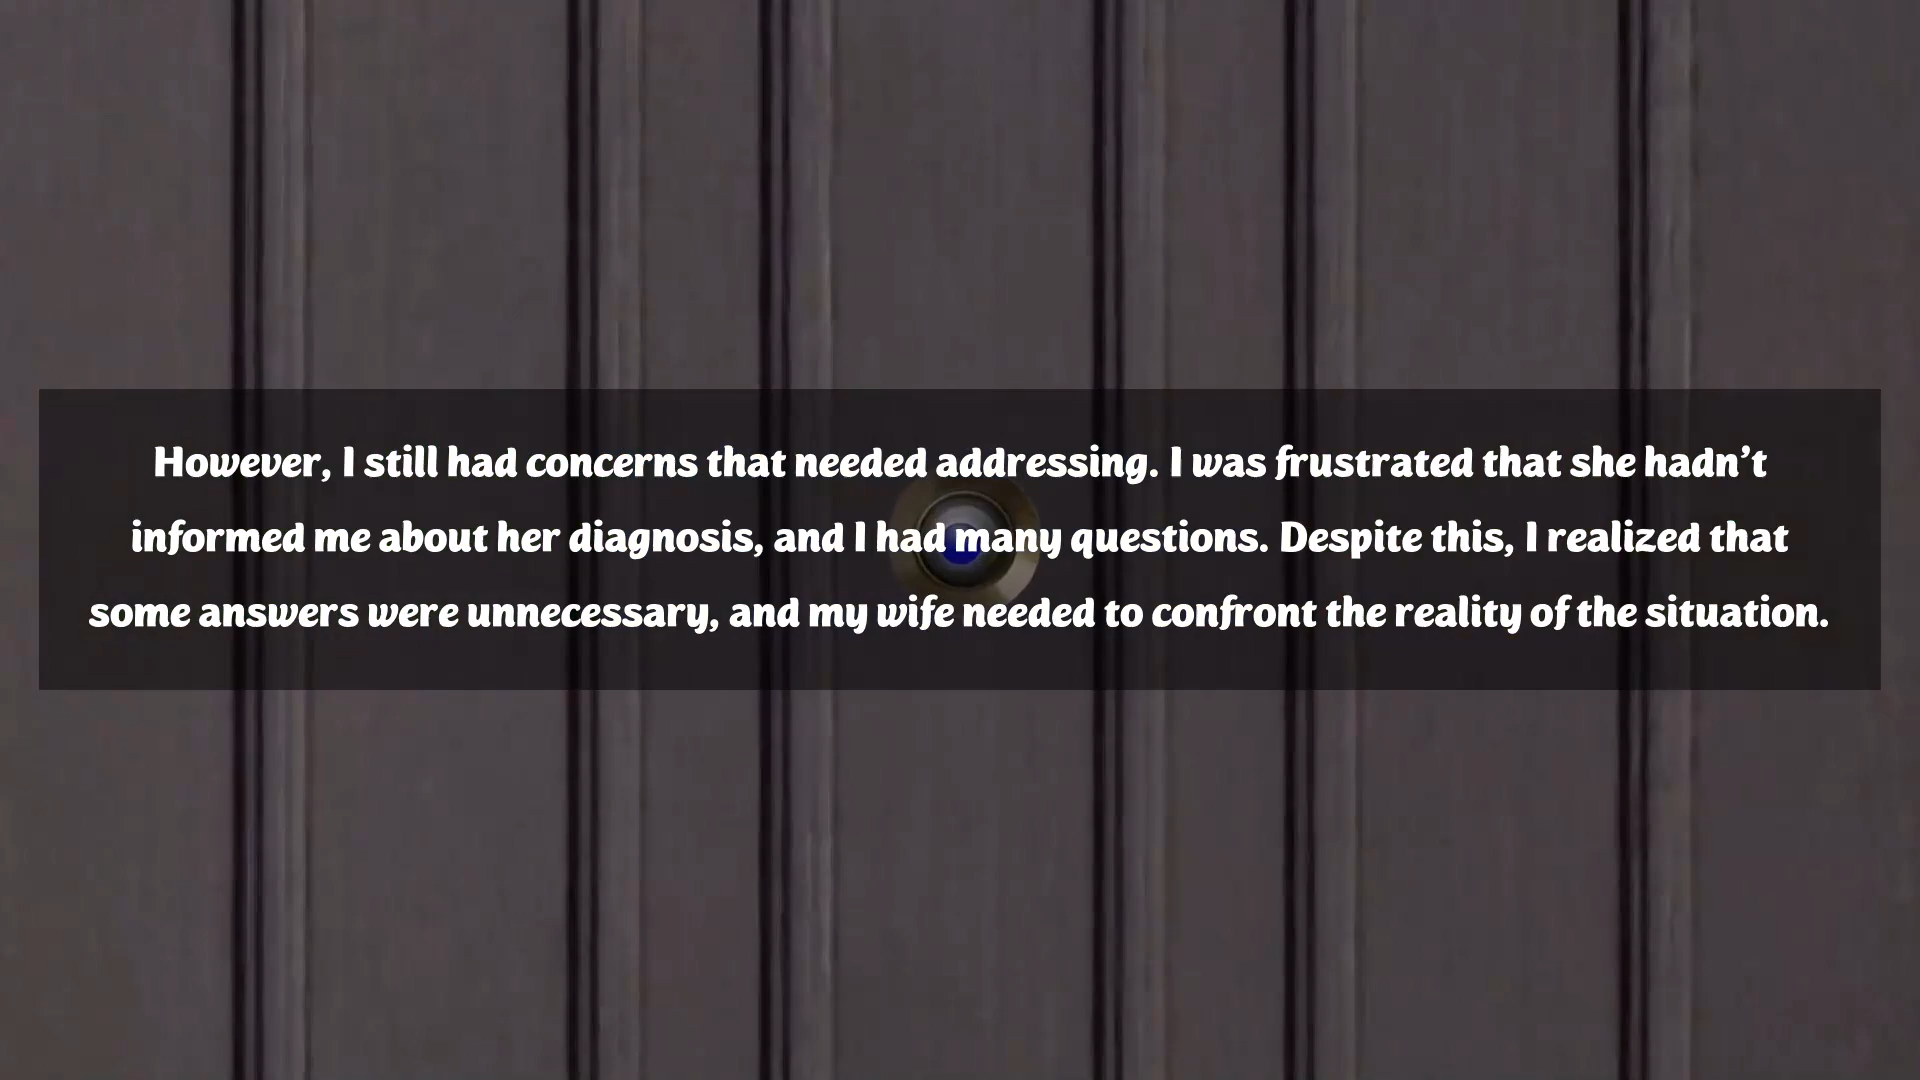 However, I still had concerns that needed addressing. I was frustrated that she hadn’t
informed me about her diagnosis, and I had many questions. Despite this, I realized that
some answers were unnecessary, and my wife needed to confront the reality of the situation.